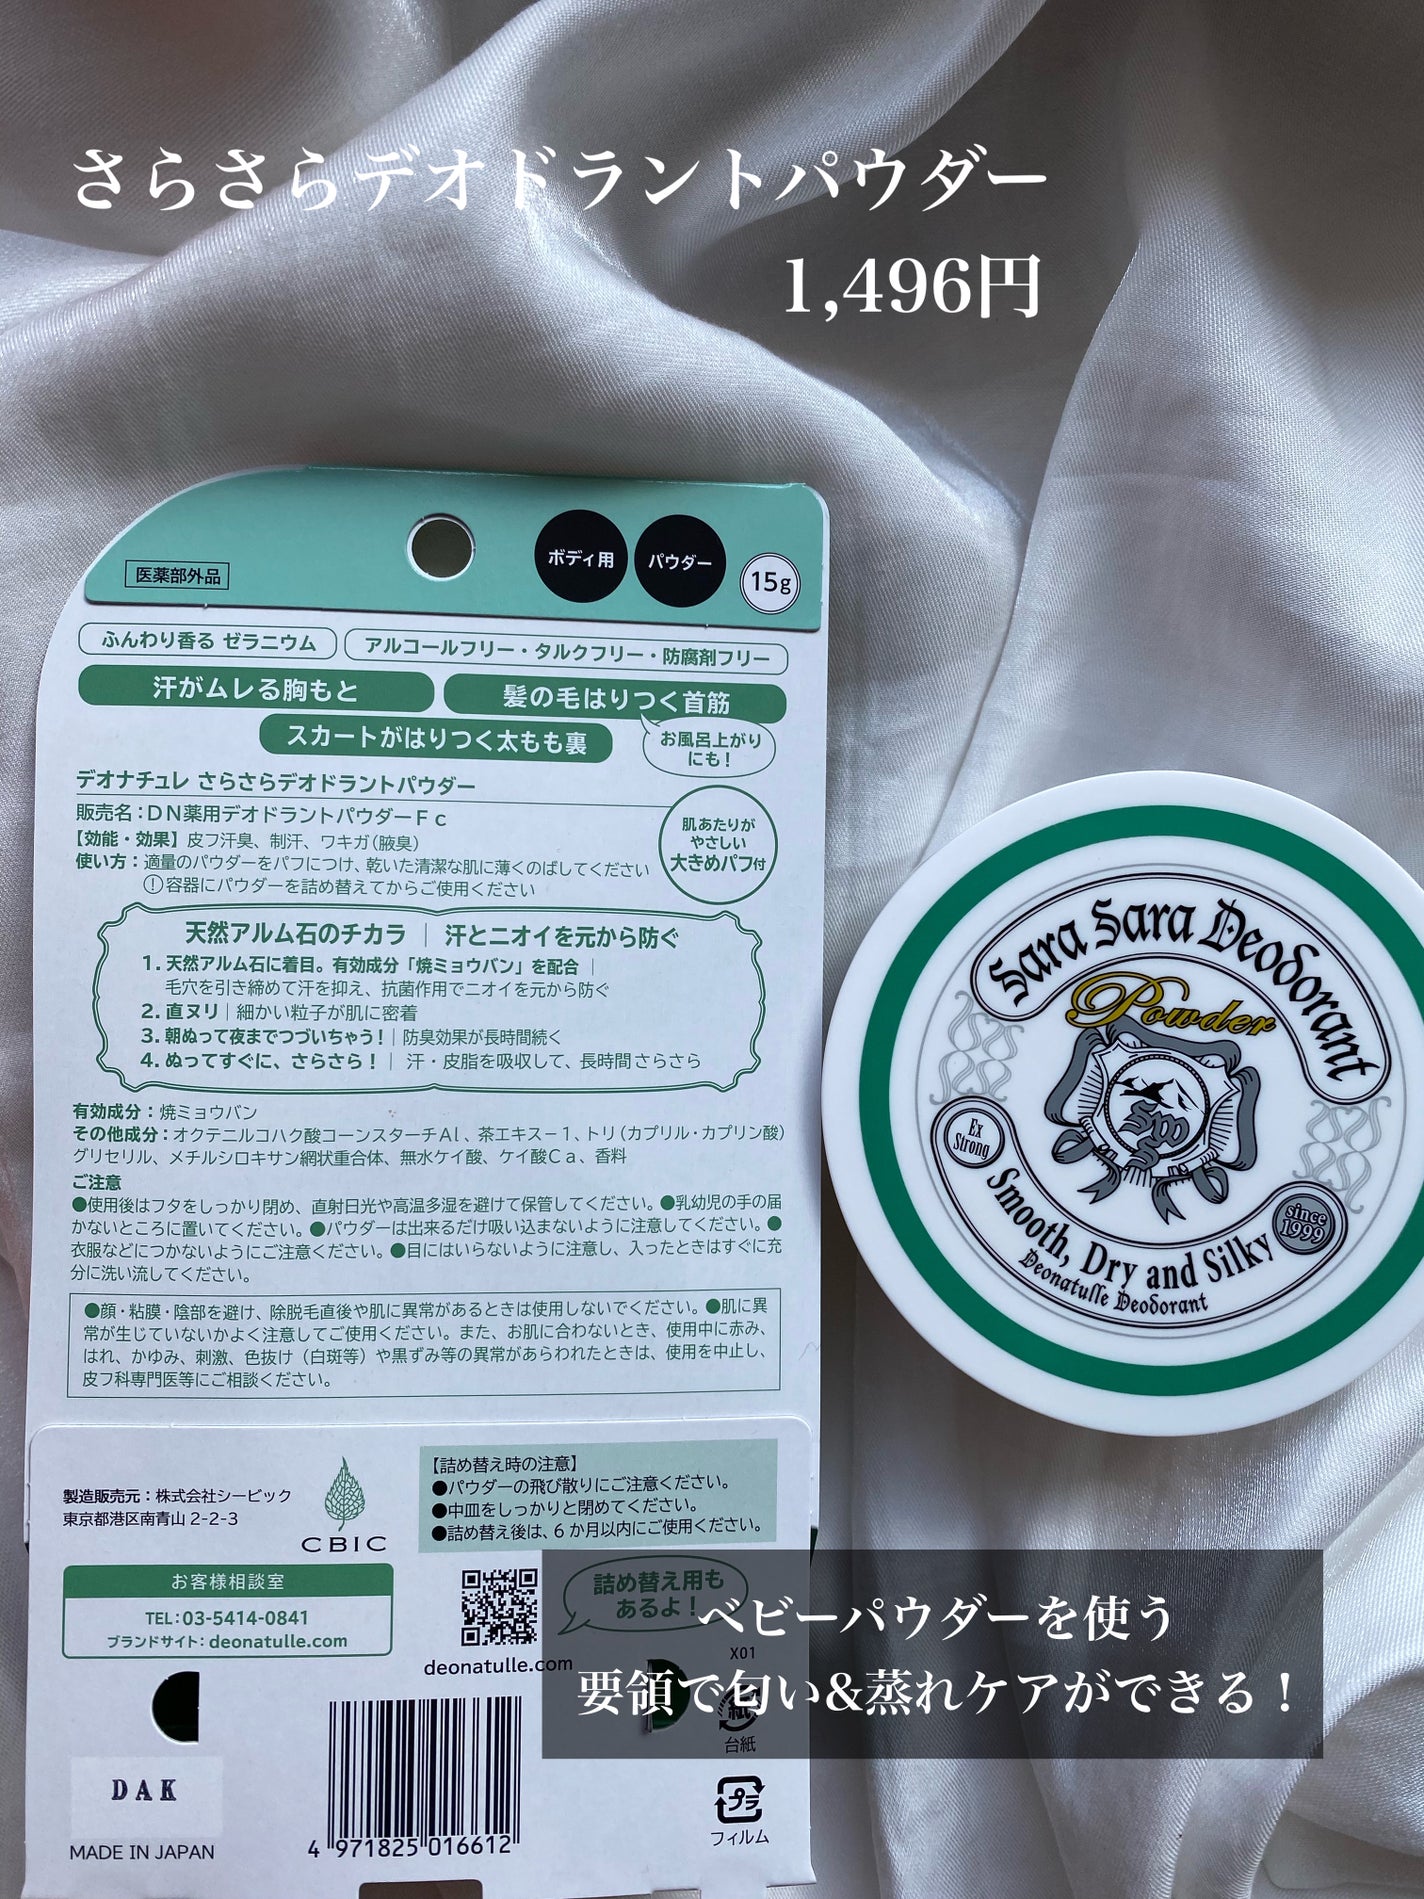 さらさらデオドラントパウダー
1,496円
医薬部外品
ボディ用
パウダー
15g
ふんわり香る ゼラニウム
アルコールフリー・タルクフリー・防腐剤フリー
汗がムレる胸もと
髪の毛はりつく首筋
スカートがはりつく太もも裏
お風呂上がり
にも！
デオナチュレ さらさらデオドラントパウダー
販売名：DN薬用デオドラントパウダーFc
【効能・効果】皮フ汗臭、制汗、ワキガ（腋臭）
使い方：適量のパウダーをパフにつけ、乾いた清潔な肌に薄くのばしてください
！容器にパウダーを詰め替えてからご使用ください
肌あたりが
やさしい
大きめパフ付
天然アルム石のチカラ｜汗とニオイを元から防ぐ
1. 天然アルム石に着目。有効成分「焼ミョウバン」を配合｜
毛穴を引き締めて汗を抑え、抗菌作用でニオイを元から防ぐ
2. 直ヌリ｜細かい粒子が肌に密着
3. 朝ぬって夜までつづいちゃう！｜防臭効果が長時間続く
4. ぬってすぐに、さらさら！｜汗・皮脂を吸収して、長時間さらさら
有効成分：焼ミョウバン
その他成分：オクテニルコハク酸コーンスターチAl、茶エキス－1、トリ（カプリル・カプリン酸）
グリセリル、メチルシロキサン網状重合体、無水ケイ酸、ケイ酸Ca、香料
ご注意
●使用後はフタをしっかり閉め、直射日光や高温多湿を避けて保管してください。●乳幼児の手の届
かないところに置いてください。●パウダーは出来るだけ吸い込まないように注意してください。●
衣服などにつかないようにご注意ください。●目にはいらないように注意し、入ったときはすぐに充
分に洗い流してください。
●顔・粘膜・陰部を避け、除脱毛直後や肌に異常があるときは使用しないでください。●肌に異
常が生じていないかよく注意してご使用ください。また、お肌に合わないとき、使用中に赤み、
はれ、かゆみ、刺激、色抜け（白斑等）や黒ずみ等の異常があらわれたときは、使用を中止し、
皮フ科専門医等にご相談ください。
製造販売元：株式会社シービック
東京都港区南青山 2-2-3
CBIC
【詰め替え時の注意】
●パウダーの飛び散りにご注意ください。
●中皿をしっかりと閉めてください。
●詰め替え後は、6か月以内にご使用ください。
お客様相談室
TEL：03-5414-0841
ブランドサイト：deonatulle.com
deonatulle.com
詰め替え用も
あるよ！
X01
紙
台紙
プラ
フィルム
DAK
MADE IN JAPAN
4 971825 016612
Sara Sara Deodorant
Powder
Ex
Strong
Smooth, Dry and Silky
Deonatulle Deodorant
since
1999
ベビーパウダーを使う
要領で匂い&蒸れケアができる！